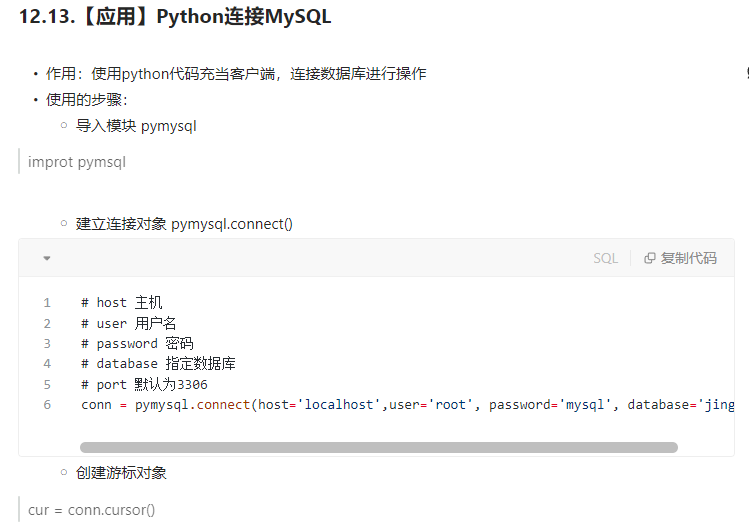 12.13.【应用】Python连接MySQL
• 作用：使用python代码充当客户端，连接数据库进行操作
• 使用的步骤：
○ 导入模块 pymysql
improt pymsql
○ 建立连接对象 pymysql.connect()
SQL 复制代码
1 # host 主机
2 # user 用户名
3 # password 密码
4 # database 指定数据库
5 # port 默认为3306
6 conn = pymysql.connect(host='localhost',user='root', password='mysql', database='jing
○ 创建游标对象
cur = conn.cursor()